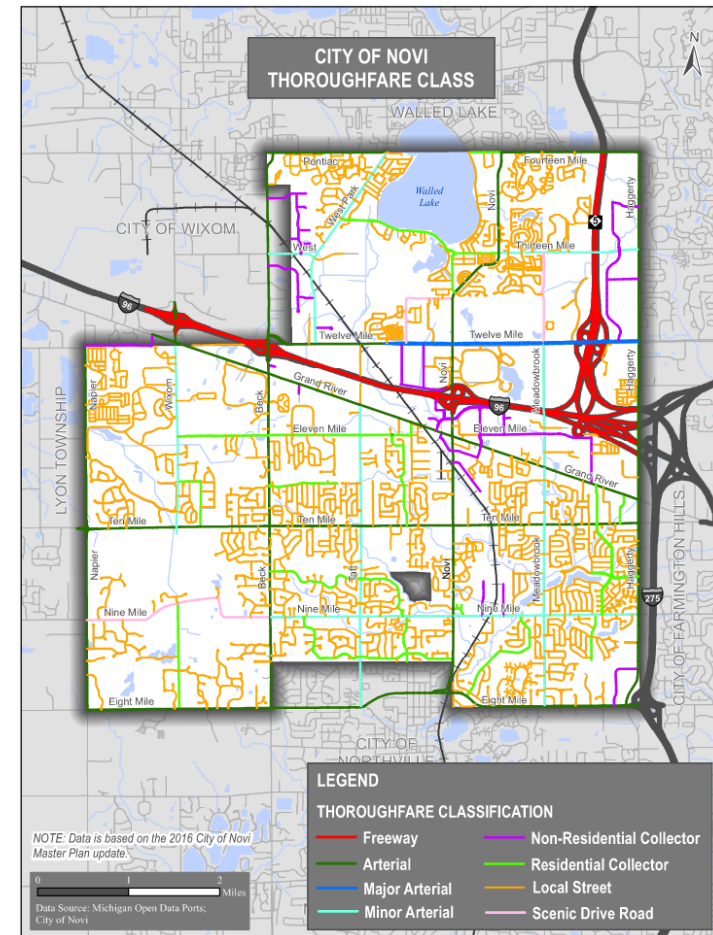 CITY OF NOVI
THOROUGHFARE CLASS
N
WALLED LAKE
Pontiac
Fourteen Mile
West Park
Walled
Lake
Novi
Haggerty
5
CITY OF WIXOM
West
Thirteen Mile
96
Twelve Mile
Twelve Mile
Napier
Wixom
Beck
Grand River
Novi
Meadowbrook
Haggerty
96
LYON TOWNSHIP
Eleven Mile
Eleven Mile
Grand River
Ten Mile
Ten Mile
Ten Mile
Napier
Beck
Taft
Novi
Meadowbrook
Haggerty
275
CITY OF FARMINGTON HILLS
Nine Mile
Nine Mile
Nine Mile
Eight Mile
Eight Mile
CITY OF
NORTHVILLE
LEGEND
THOROUGHFARE CLASSIFICATION
Freeway
Non-Residential Collector
Arterial
Residential Collector
Major Arterial
Local Street
Minor Arterial
Scenic Drive Road
NOTE: Data is based on the 2016 City of Novi
Master Plan update.
0 1 2
Miles
Data Source: Michigan Open Data Ports;
City of Novi